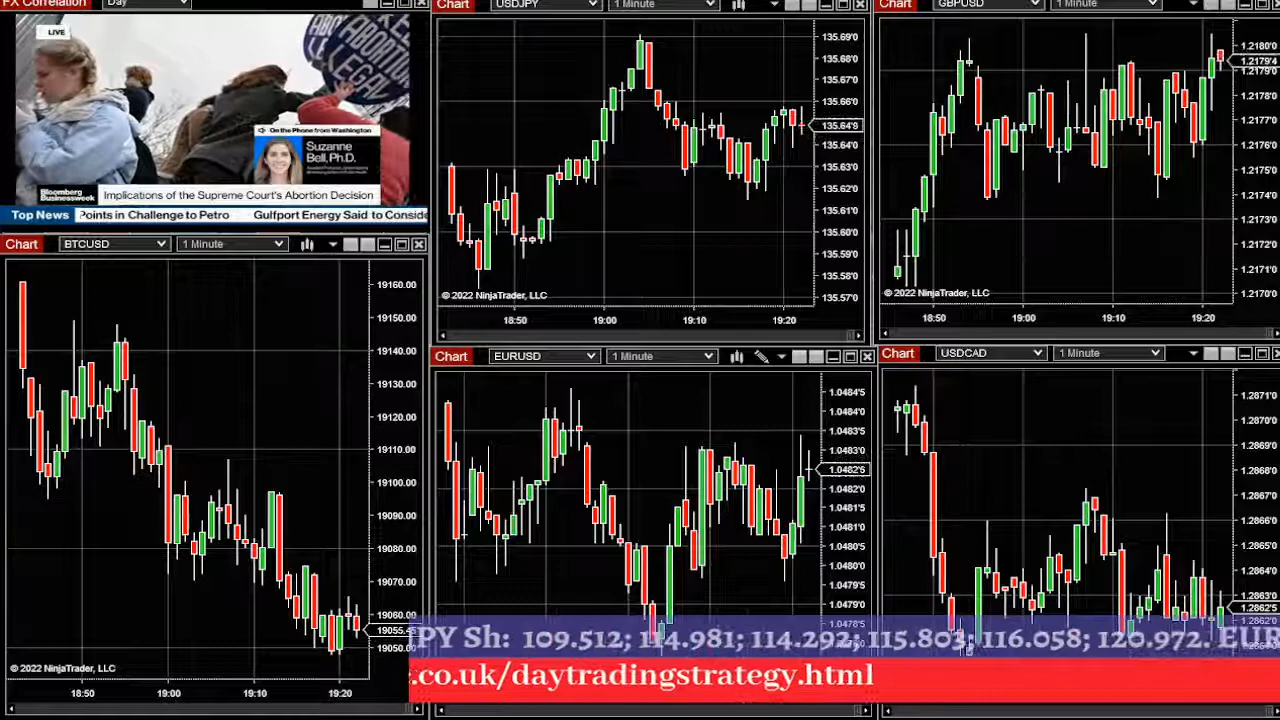 FX Correlation Day
LIVE
KEEP ABORTION ILLEGAL
On the Phone from Washington
Suzanne
Bell, Ph.D.
Bloomberg
Businessweek
Implications of the Supreme Court's Abortion Decision
Top News Points in Challenge to Petro Gulfport Energy Said to Conside
Chart BTCUSD 1 Minute
19160.00
19150.00
19140.00
19130.00
19120.00
19110.00
19100.00
19090.00
19080.00
19070.00
19060.00
19055.45
19050.00
© 2022 NinjaTrader, LLC
18:50 19:00 19:10 19:20
Chart USDJPY 1 Minute
135.69'0
135.68'0
135.67'0
135.66'0
135.64'9
135.64'0
135.63'0
135.62'0
135.61'0
135.60'0
135.59'0
135.58'0
135.57'0
© 2022 NinjaTrader, LLC
18:50 19:00 19:10 19:20
Chart GBPUSD 1 Minute
1.2180'0
1.2179'4
1.2179'0
1.2178'0
1.2177'0
1.2176'0
1.2175'0
1.2174'0
1.2173'0
1.2172'0
1.2171'0
1.2170'0
© 2022 NinjaTrader, LLC
18:50 19:00 19:10 19:20
Chart EURUSD 1 Minute
1.0484'5
1.0484'0
1.0483'5
1.0483'0
1.0482'5
1.0482'0
1.0481'5
1.0481'0
1.0480'5
1.0480'0
1.0479'5
1.0479'0
1.0478'5
Chart USDCAD 1 Minute
1.2871'0
1.2870'0
1.2869'0
1.2868'0
1.2867'0
1.2866'0
1.2865'0
1.2864'0
1.2863'0
1.2862'5
1.2862'0
PY Sh: 109.512; 114.981; 114.292; 115.803; 116.058; 120.972. EUR
.co.uk/daytradingstrategy.html